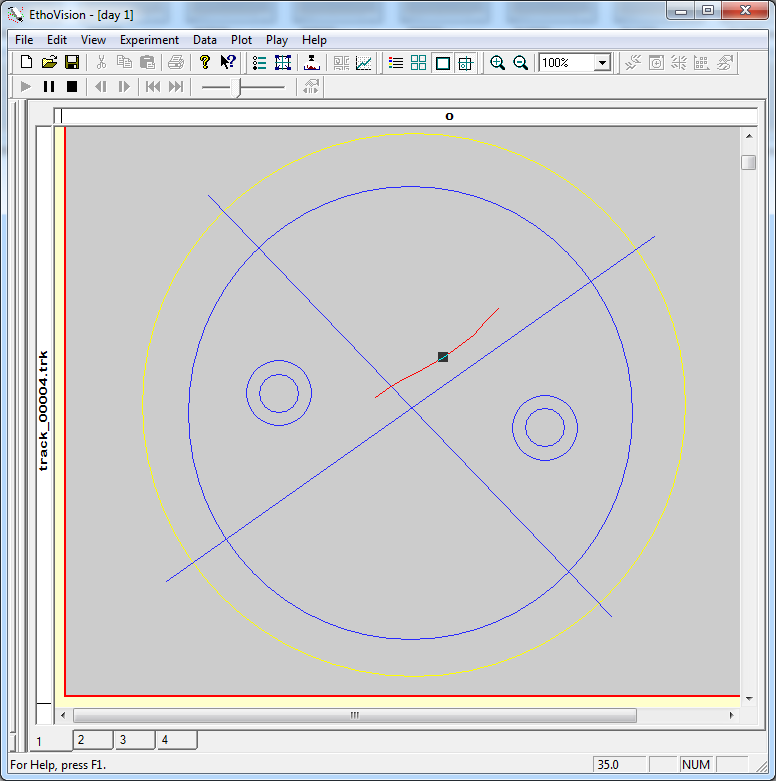 EthoVision - [day 1]
File Edit View Experiment Data Plot Play Help
100%
o
track_00004.trk
1 2 3 4
For Help, press F1. 35.0 NUM